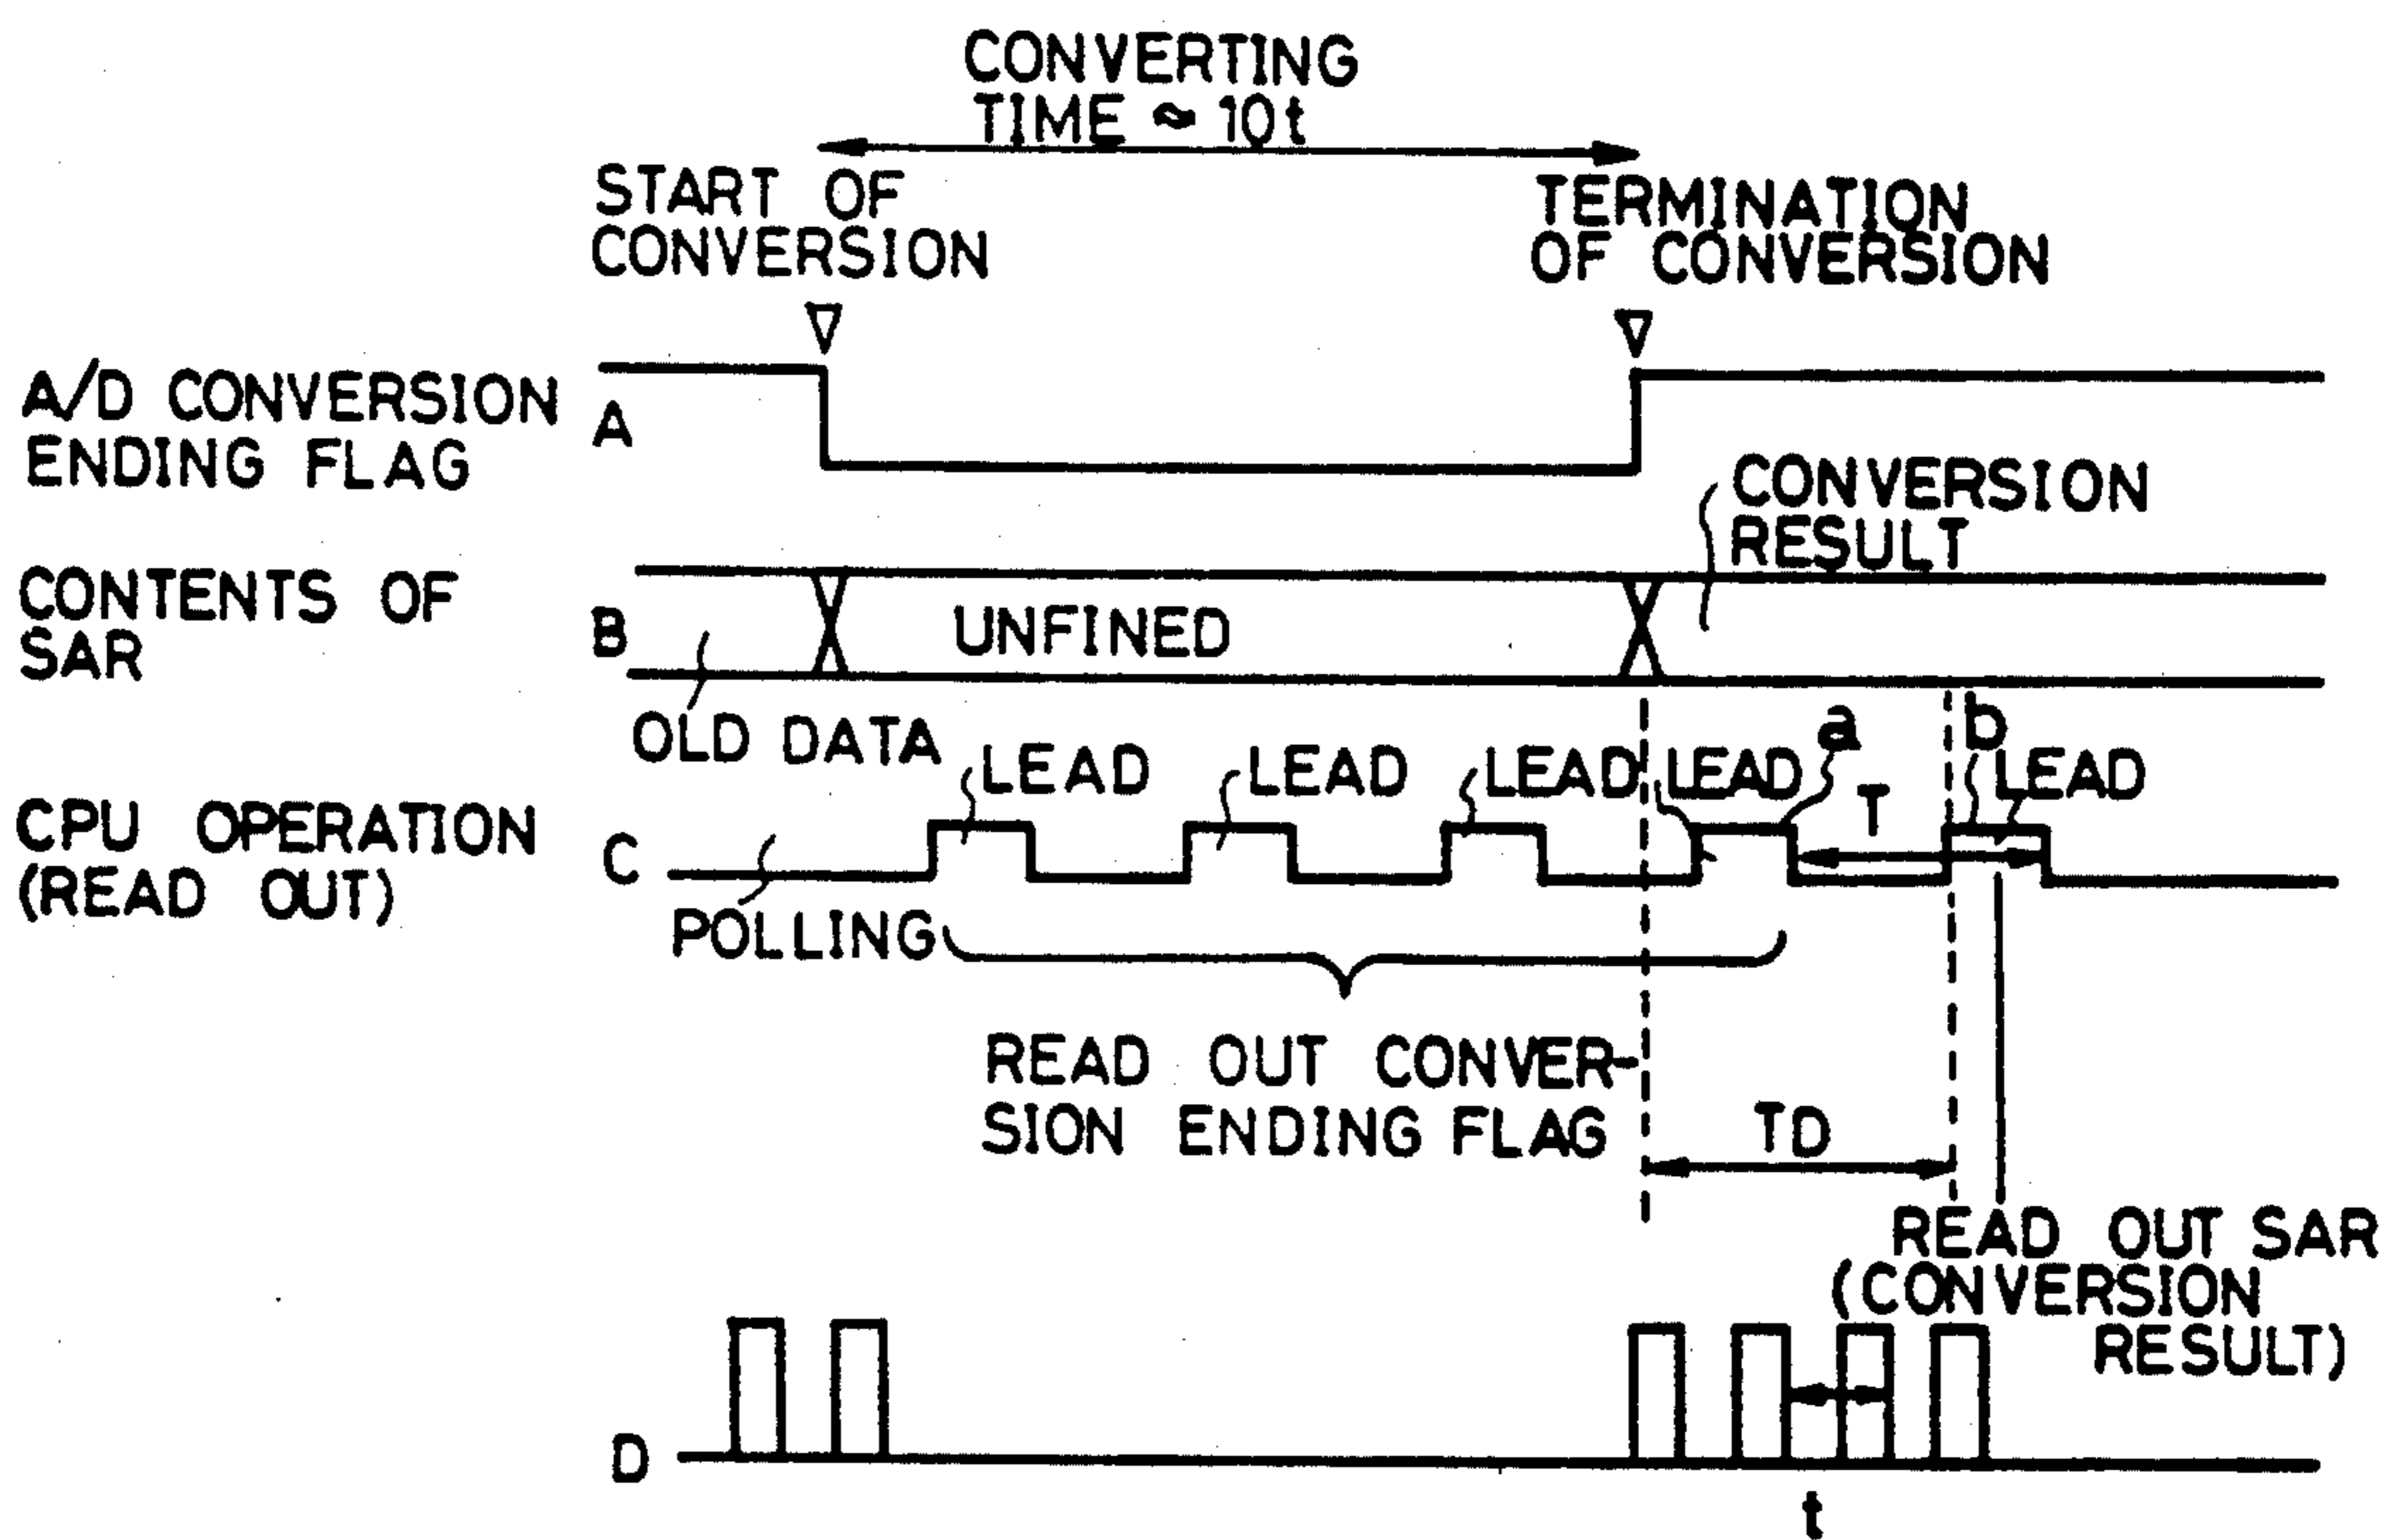 CONVERTING
TIME ≈ 10t
START OF
CONVERSION
TERMINATION
OF CONVERSION
A/D CONVERSION
ENDING FLAG
A
CONVERSION
RESULT
CONTENTS OF
SAR
B
UNFINED
OLD DATA
a
b
LEAD
LEAD
LEAD
LEAD
T
LEAD
CPU OPERATION
(READ OUT)
C
POLLING
READ OUT CONVER-
SION ENDING FLAG
TD
READ OUT SAR
(CONVERSION
RESULT)
D
t